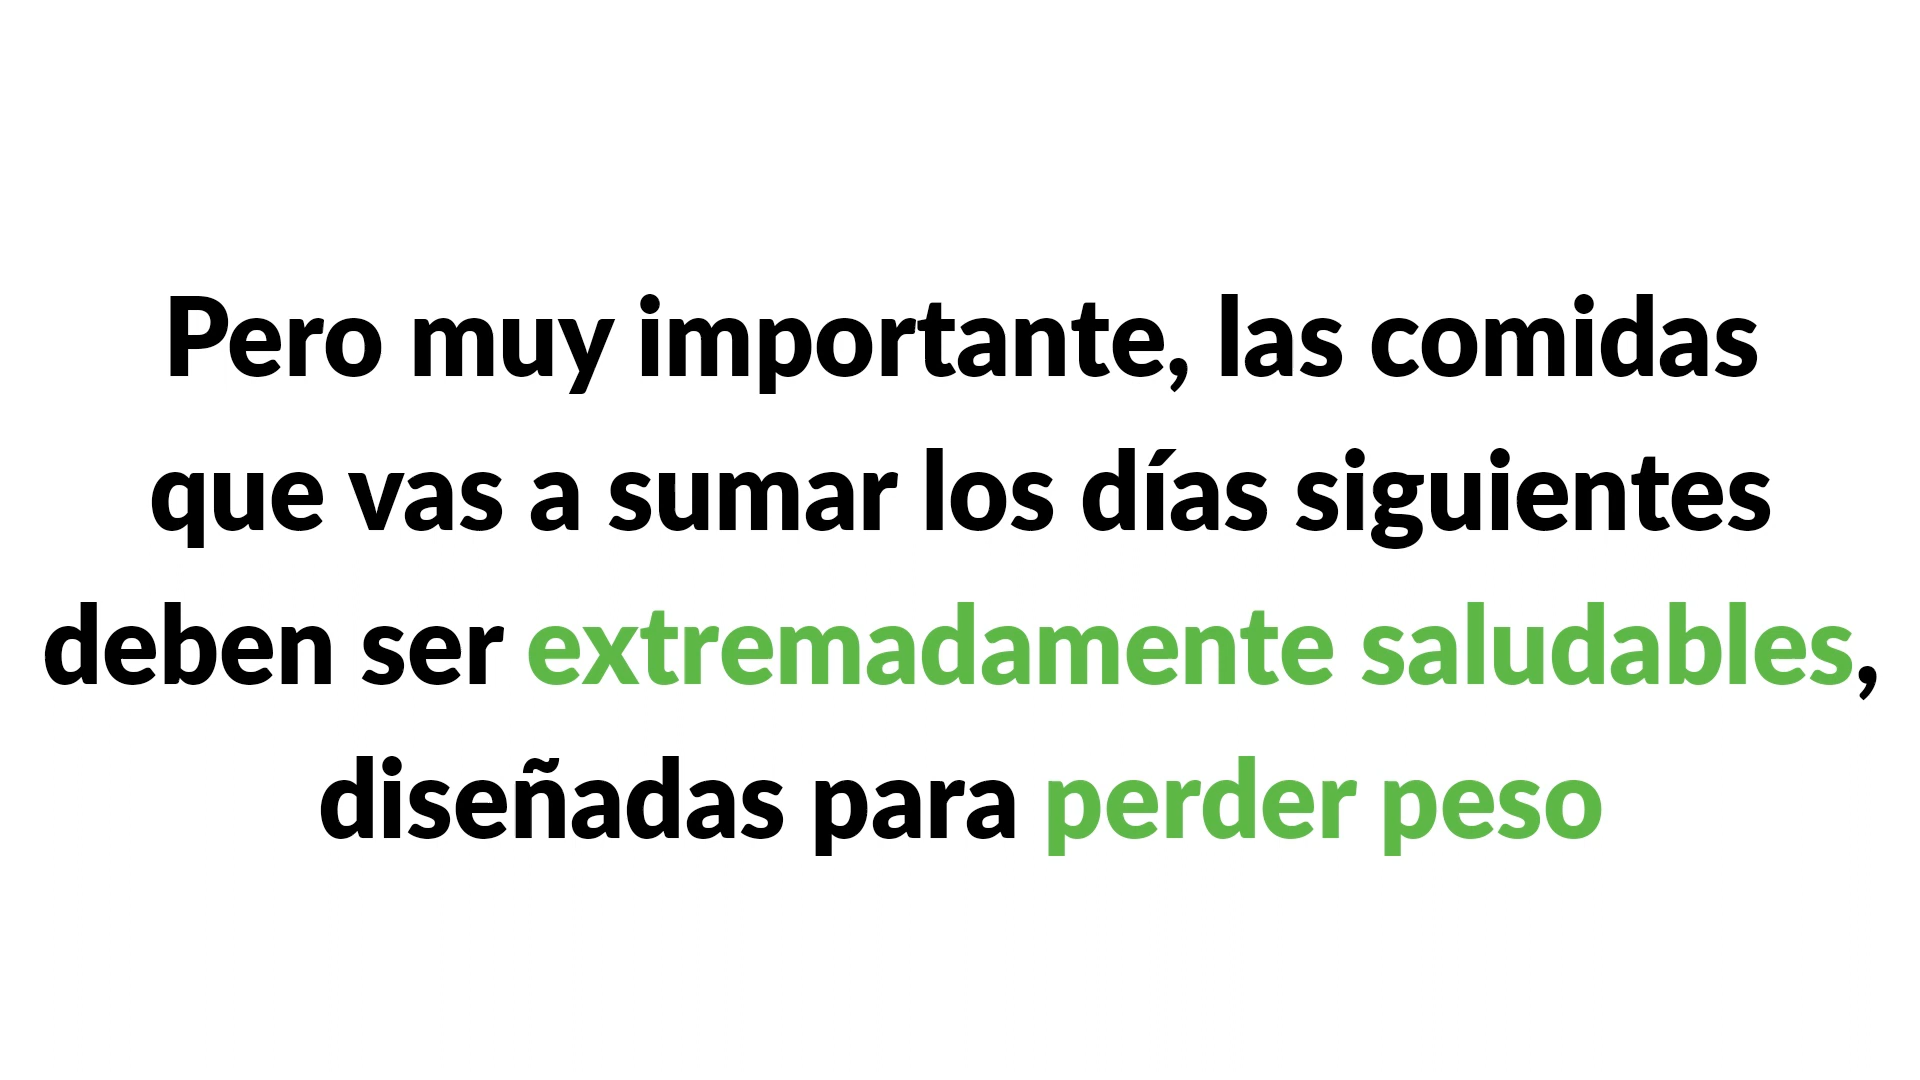 Pero muy importante, las comidas
que vas a sumar los días siguientes
deben ser extremadamente saludables,
diseñadas para perder peso